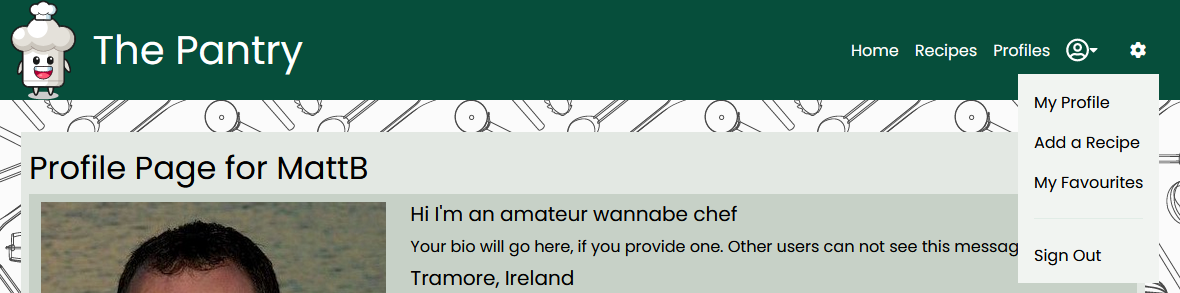 The Pantry
Home Recipes Profiles
My Profile
Add a Recipe
My Favourites
Sign Out
Profile Page for MattB
Hi I'm an amateur wannabe chef
Your bio will go here, if you provide one. Other users can not see this messag
Tramore, Ireland